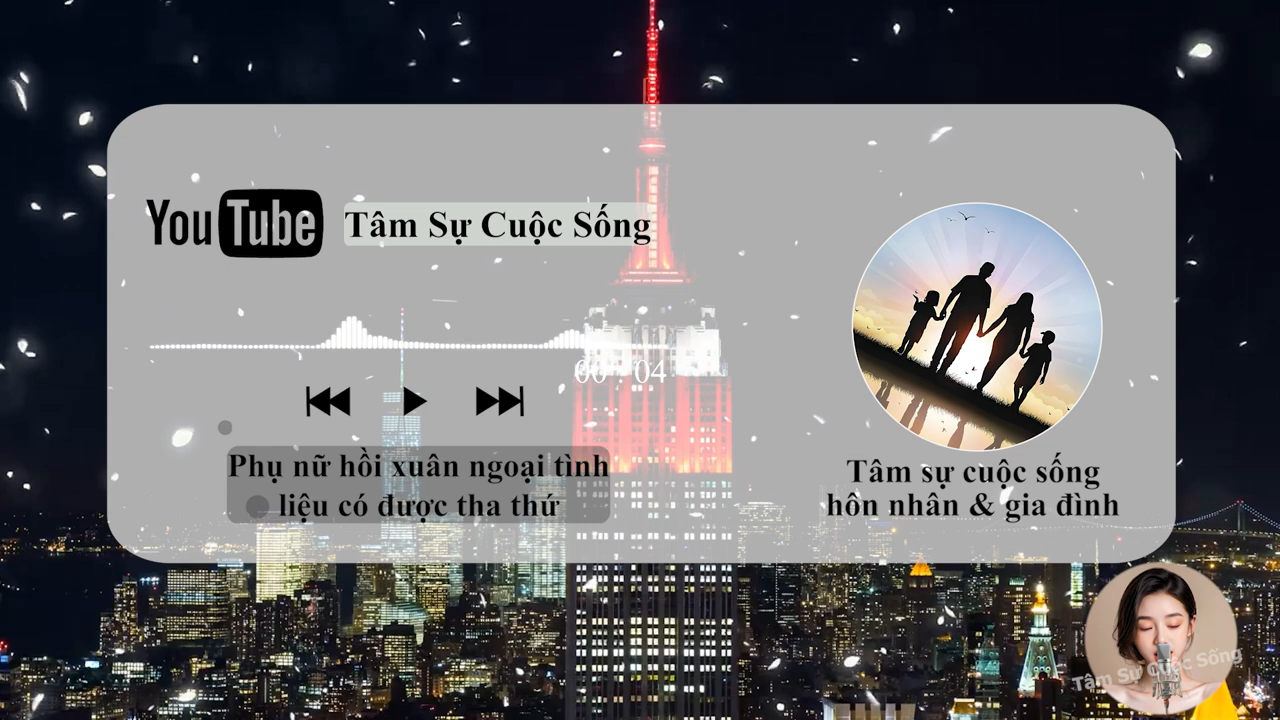 YouTube
Tâm Sự Cuộc Sống
00 : 04
Phụ nữ hồi xuân ngoại tình
liệu có được tha thứ
Tâm sự cuộc sống
hôn nhân & gia đình
Tâm Sự Cuộc Sống